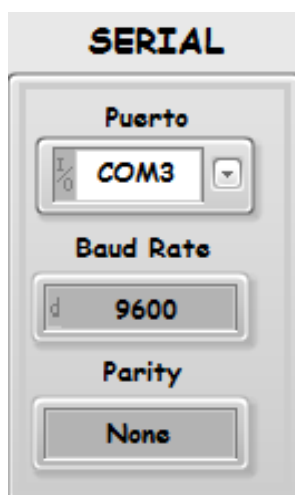 SERIAL
Puerto
I/O COM3
Baud Rate
d 9600
Parity
None